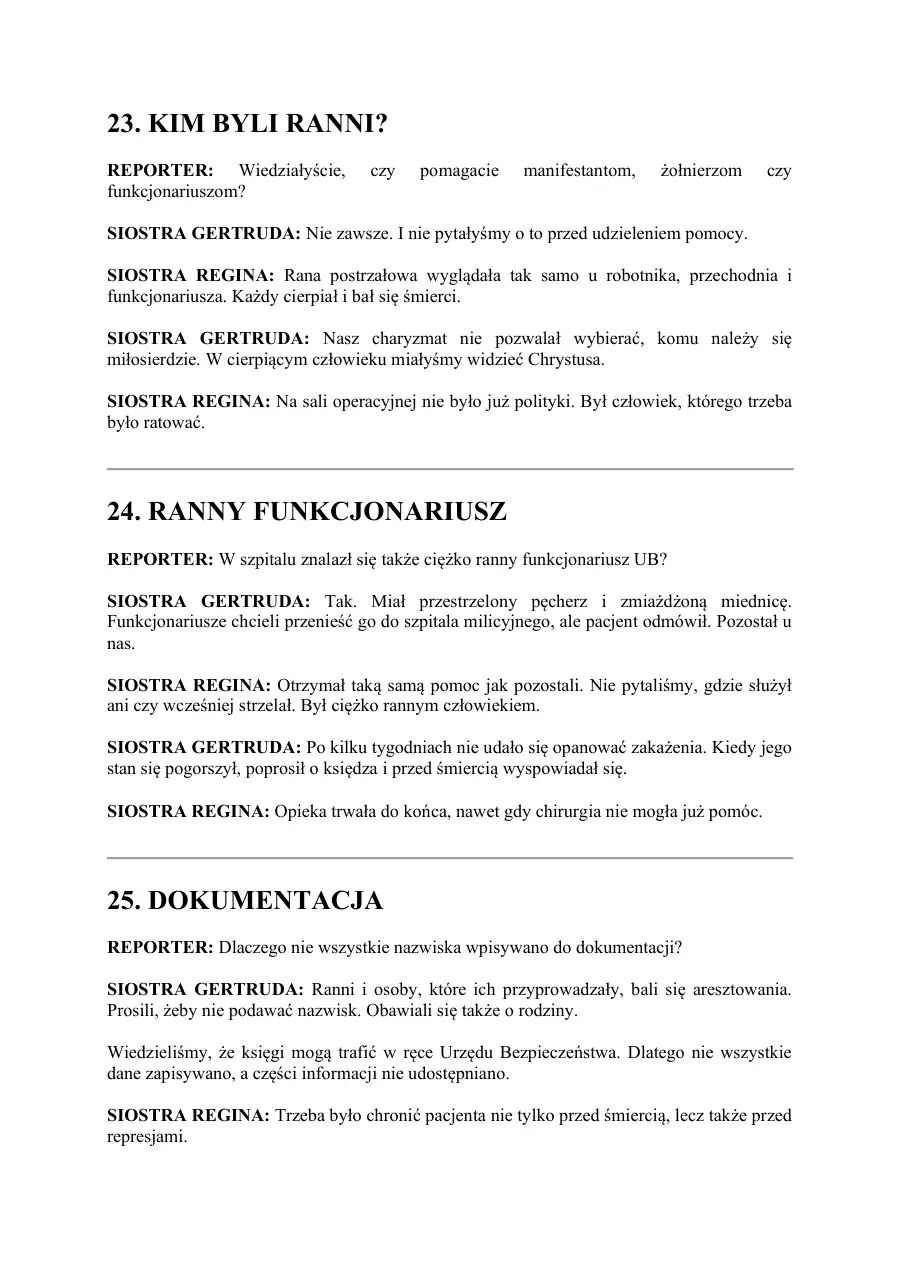 23. KIM BYLI RANNI?
REPORTER: Wiedziałyście, czy pomagacie manifestantom, żołnierzom czy
funkcjonariuszom?
SIOSTRA GERTRUDA: Nie zawsze. I nie pytałyśmy o to przed udzieleniem pomocy.
SIOSTRA REGINA: Rana postrzałowa wyglądała tak samo u robotnika, przechodnia i
funkcjonariusza. Każdy cierpiał i bał się śmierci.
SIOSTRA GERTRUDA: Nasz charyzmat nie pozwalał wybierać, komu należy się
miłosierdzie. W cierpiącym człowieku miałyśmy widzieć Chrystusa.
SIOSTRA REGINA: Na sali operacyjnej nie było już polityki. Był człowiek, którego trzeba
było ratować.
24. RANNY FUNKCJONARIUSZ
REPORTER: W szpitalu znalazł się także ciężko ranny funkcjonariusz UB?
SIOSTRA GERTRUDA: Tak. Miał przestrzelony pęcherz i zmiażdżoną miednicę.
Funkcjonariusze chcieli przenieść go do szpitala milicyjnego, ale pacjent odmówił. Pozostał u
nas.
SIOSTRA REGINA: Otrzymał taką samą pomoc jak pozostali. Nie pytaliśmy, gdzie służył
ani czy wcześniej strzelał. Był ciężko rannym człowiekiem.
SIOSTRA GERTRUDA: Po kilku tygodniach nie udało się opanować zakażenia. Kiedy jego
stan się pogorszył, poprosił o księdza i przed śmiercią wyspowiadał się.
SIOSTRA REGINA: Opieka trwała do końca, nawet gdy chirurgia nie mogła już pomóc.
25. DOKUMENTACJA
REPORTER: Dlaczego nie wszystkie nazwiska wpisywano do dokumentacji?
SIOSTRA GERTRUDA: Ranni i osoby, które ich przyprowadzały, bali się aresztowania.
Prosili, żeby nie podawać nazwisk. Obawiali się także o rodziny.
Wiedzieliśmy, że księgi mogą trafić w ręce Urzędu Bezpieczeństwa. Dlatego nie wszystkie
dane zapisywano, a części informacji nie udostępniano.
SIOSTRA REGINA: Trzeba było chronić pacjenta nie tylko przed śmiercią, lecz także przed
represjami.